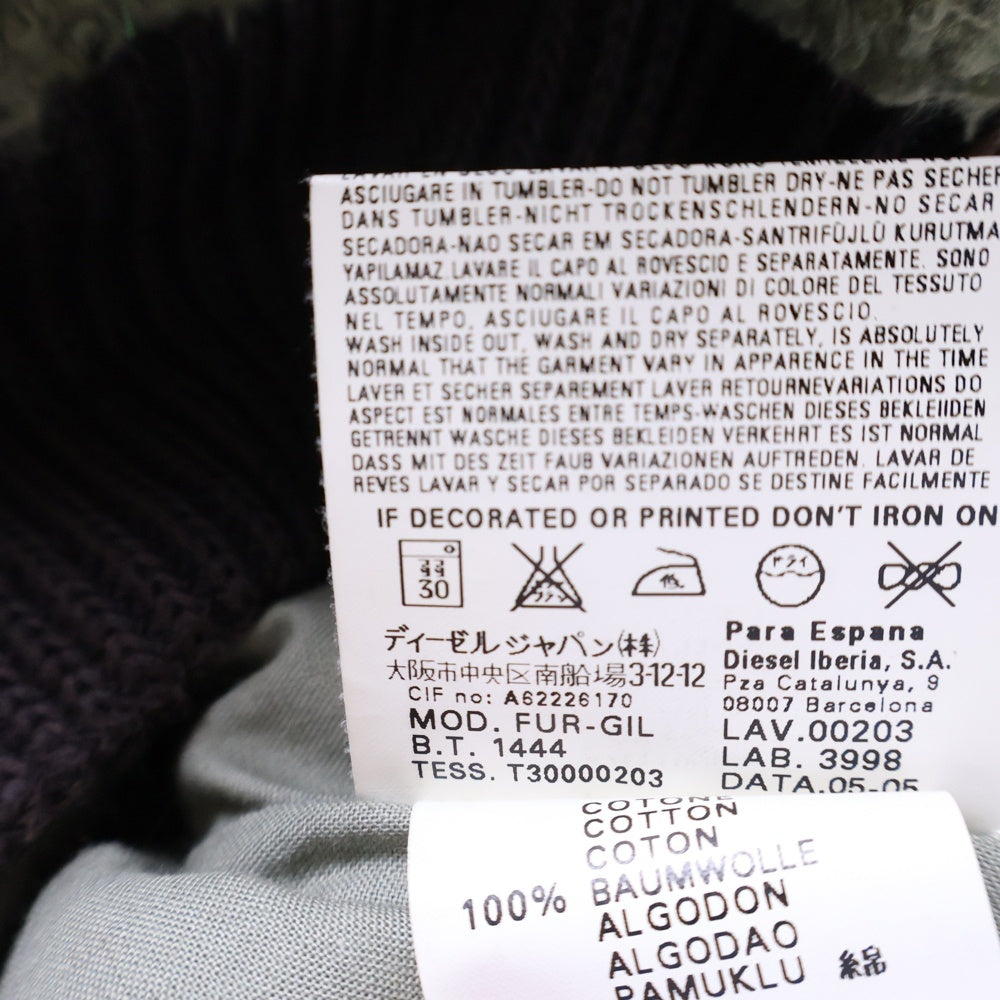 ASCIUGARE IN TUMBLER-DO NOT TUMBLER DRY-NE PAS SECHER
DANS TUMBLER-NICHT TROCKENSCHLENDERN-NO SECAR
SECADORA-NAO SECAR EM SECADORA-SANTRIFÜJLÜ KURUTMA
YAPILAMAZ.LAVARE IL CAPO AL ROVESCIO E SEPARATAMENTE. SONO
ASSOLUTAMENTE NORMALI VARIAZIONI DI COLORE DEL TESSUTO
NEL TEMPO, ASCIUGARE IL CAPO AL ROVESCIO.
WASH INSIDE OUT, WASH AND DRY SEPARATELY, IS ABSOLUTELY
NORMAL THAT THE GARMENT VARY IN APPARENCE IN THE TIME
LAVER ET SECHER SEPAREMENT LAVER RETOURNEVARIATIONS DO
ASPECT EST NORMALES ENTRE TEMPS-WASCHEN DIESES BEKLEIIDEN
GETRENNT WASCHE DIESES BEKLEIDEN VERKEHRT ES IST NORMAL
DASS MIT DES ZEIT FAUB VARIAZIONEN AUFTREDEN. LAVAR DE
REVES LAVAR Y SECAR POR SEPARADO SE DESTINE FACILMENTE
IF DECORATED OR PRINTED DON'T IRON ON
30 低 ドライ
ディーゼルジャパン(株)
大阪市中央区南船場3-12-12
CIF no: A62226170
MOD. FUR-GIL
B.T. 1444
TESS. T30000203
Para Espana
Diesel Iberia, S.A.
Pza Catalunya, 9
08007 Barcelona
LAV.00203
LAB. 3998
DATA.05-05
COTONE
COTTON
COTON
100% BAUMWOLLE
ALGODON
ALGODAO
PAMUKLU 綿